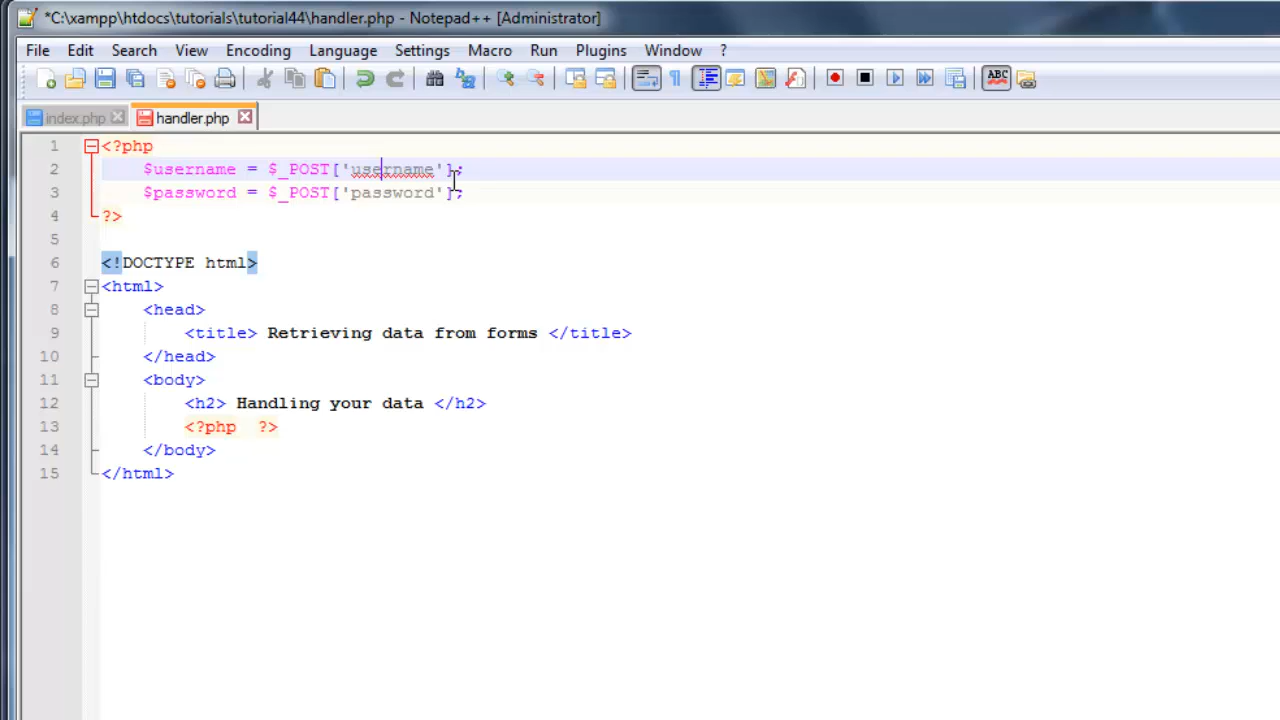 *C:\xampp\htdocs\tutorials\tutorial44\handler.php - Notepad++ [Administrator]
File Edit Search View Encoding Language Settings Macro Run Plugins Window ?
ABC
index.php handler.php
1 <?php
2 $username = $_POST['username'];
3 $password = $_POST['password'];
4 ?>
5
6 <!DOCTYPE html>
7 <html>
8 <head>
9 <title> Retrieving data from forms </title>
10 </head>
11 <body>
12 <h2> Handling your data </h2>
13 <?php ?>
14 </body>
15 </html>